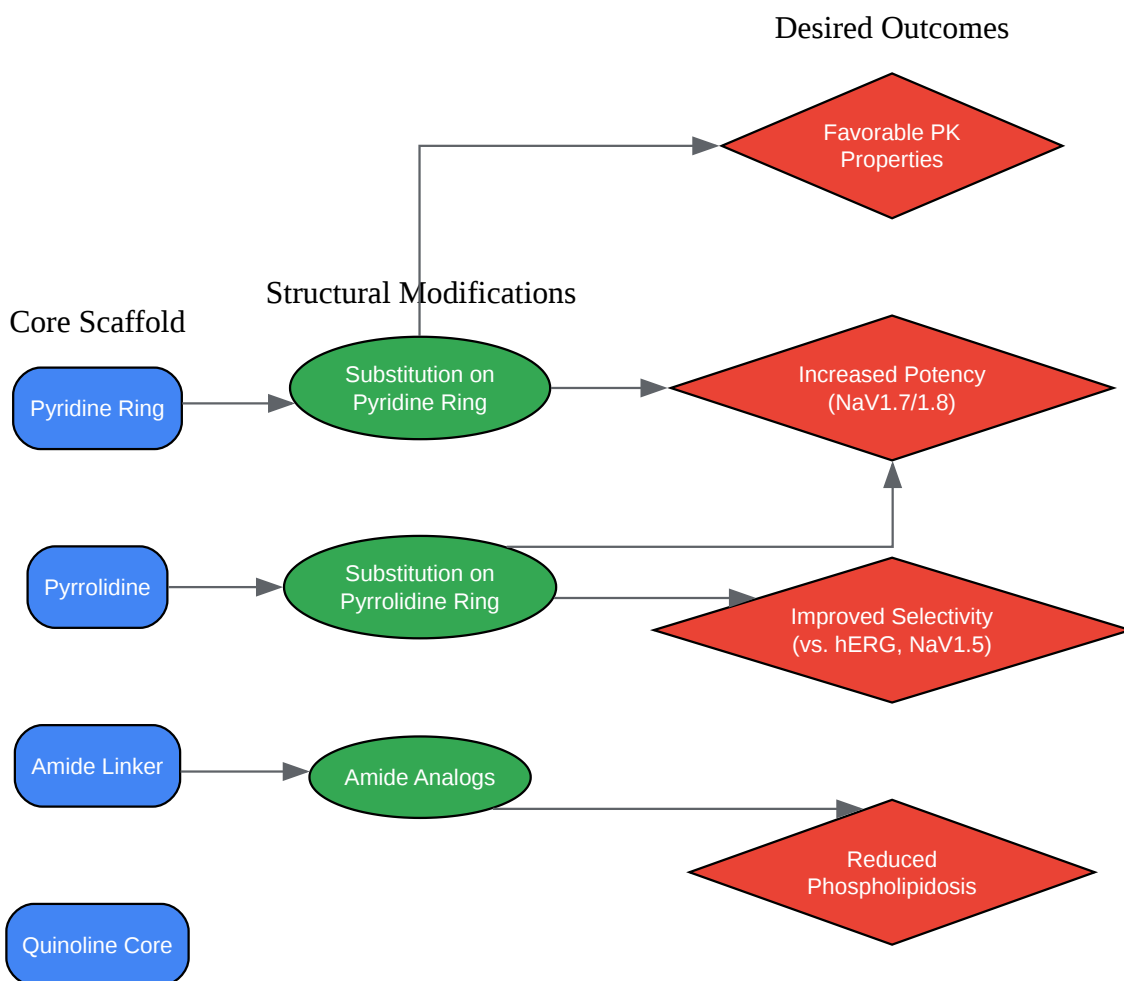 Desired Outcomes
Favorable PK
Properties
Structural Modifications
Core Scaffold
Pyridine Ring
Substitution on
Pyridine Ring
Increased Potency
(NaV1.7/1.8)
Pyrrolidine
Substitution on
Pyrrolidine Ring
Improved Selectivity
(vs. hERG, NaV1.5)
Amide Linker
Amide Analogs
Reduced
Phospholipidosis
Quinoline Core